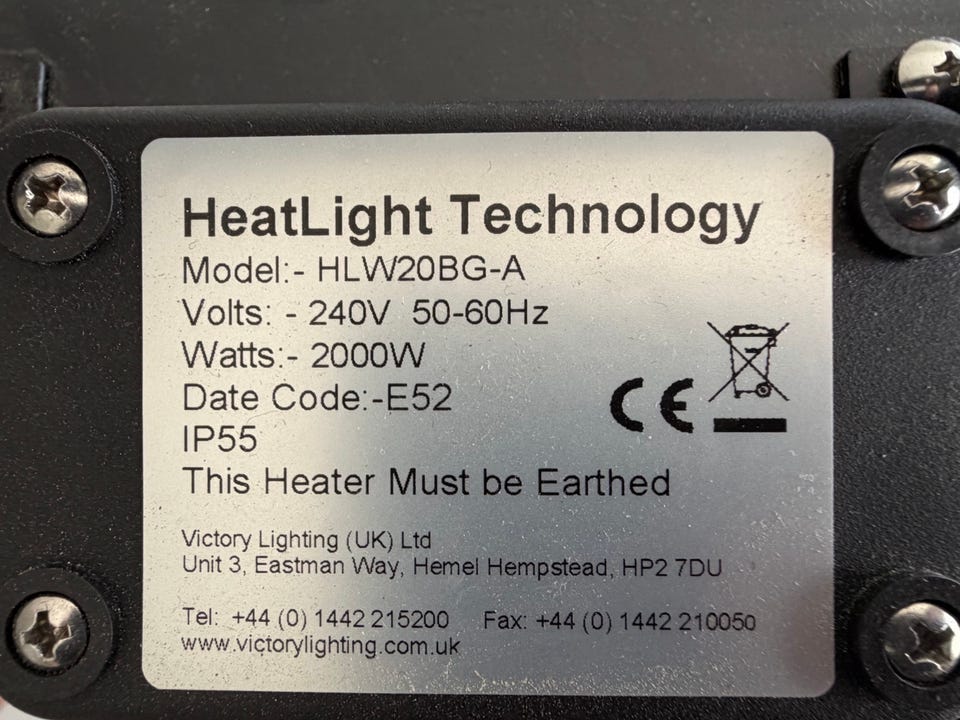 HeatLight Technology
Model:- HLW20BG-A
Volts: - 240V 50-60Hz
Watts:- 2000W
Date Code:-E52
IP55
CE
This Heater Must be Earthed
Victory Lighting (UK) Ltd
Unit 3, Eastman Way, Hemel Hempstead, HP2 7DU
Tel: +44 (0) 1442 215200 Fax: +44 (0) 1442 210050
www.victorylighting.com.uk